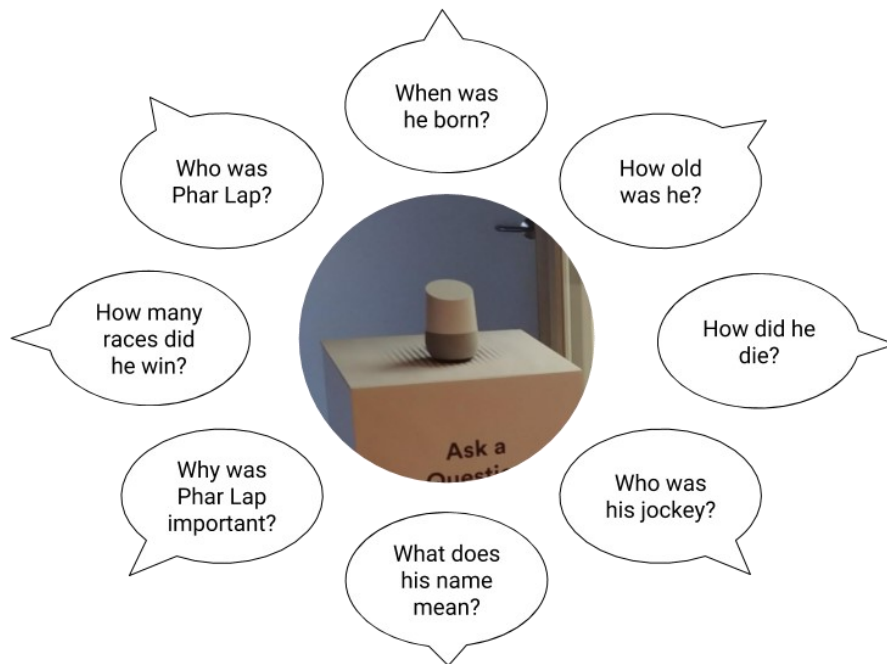 When was
he born?
How old
was he?
How did he
die?
Who was
his jockey?
What does
his name
mean?
Why was
Phar Lap
important?
How many
races did
he win?
Who was
Phar Lap?
Ask a